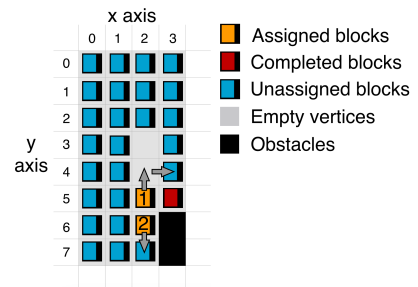 x axis
0 1 2 3
Assigned blocks
Completed blocks
Unassigned blocks
Empty vertices
Obstacles
y
axis
0
1
2
3
4
5 1
6 2
7